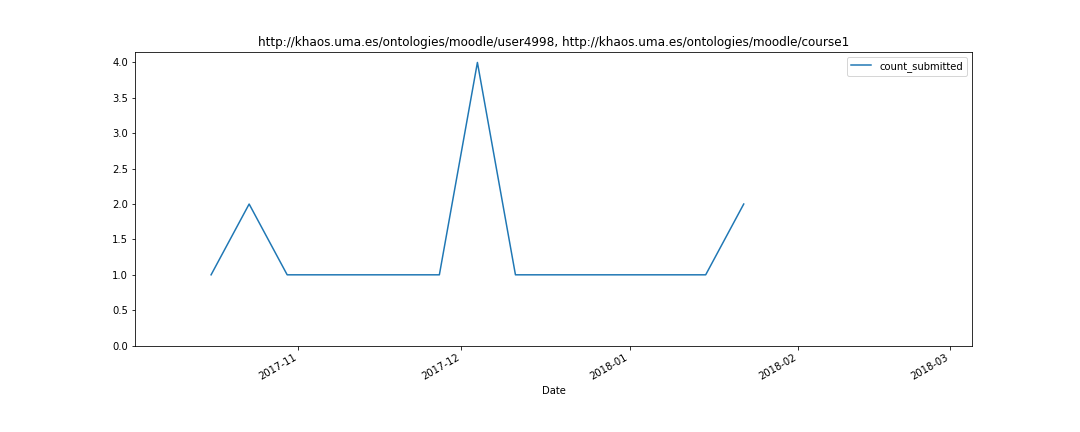 http://khaos.uma.es/ontologies/moodle/user4998, http://khaos.uma.es/ontologies/moodle/course1
count_submitted
4.0
3.5
3.0
2.5
2.0
1.5
1.0
0.5
0.0
2017-11 2017-12 2018-01 2018-02 2018-03
Date